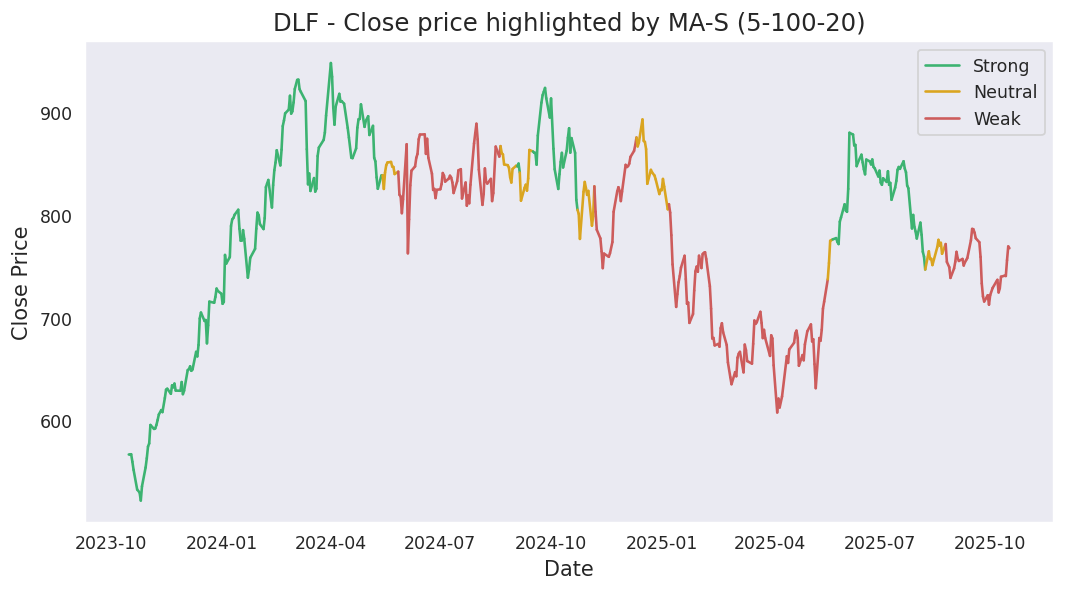 DLF - Close price highlighted by MA-S (5-100-20)
Strong
Neutral
Weak
Close Price
900
800
700
600
2023-10
2024-01
2024-04
2024-07
2024-10
2025-01
2025-04
2025-07
2025-10
Date